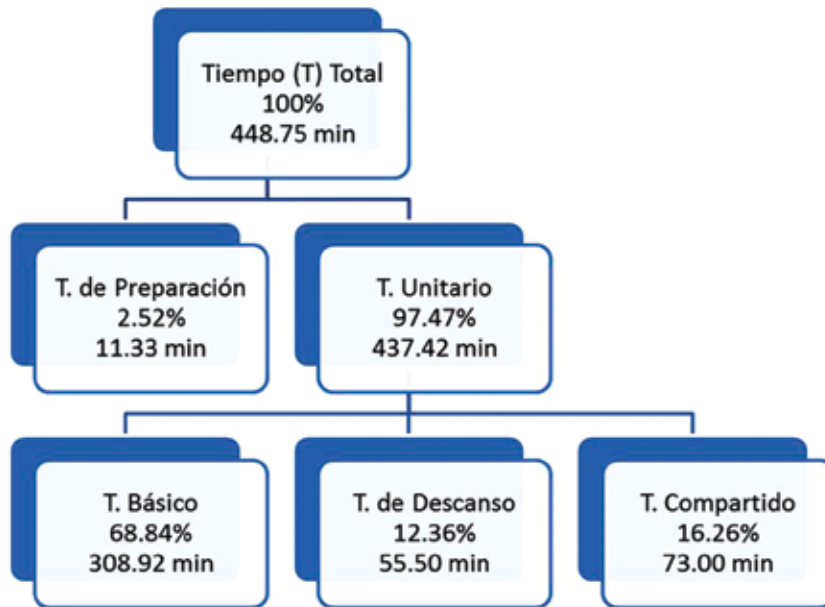 Tiempo (T) Total
100%
448.75 min
T. de Preparación
2.52%
11.33 min
T. Unitario
97.47%
437.42 min
T. Básico
68.84%
308.92 min
T. de Descanso
12.36%
55.50 min
T. Compartido
16.26%
73.00 min